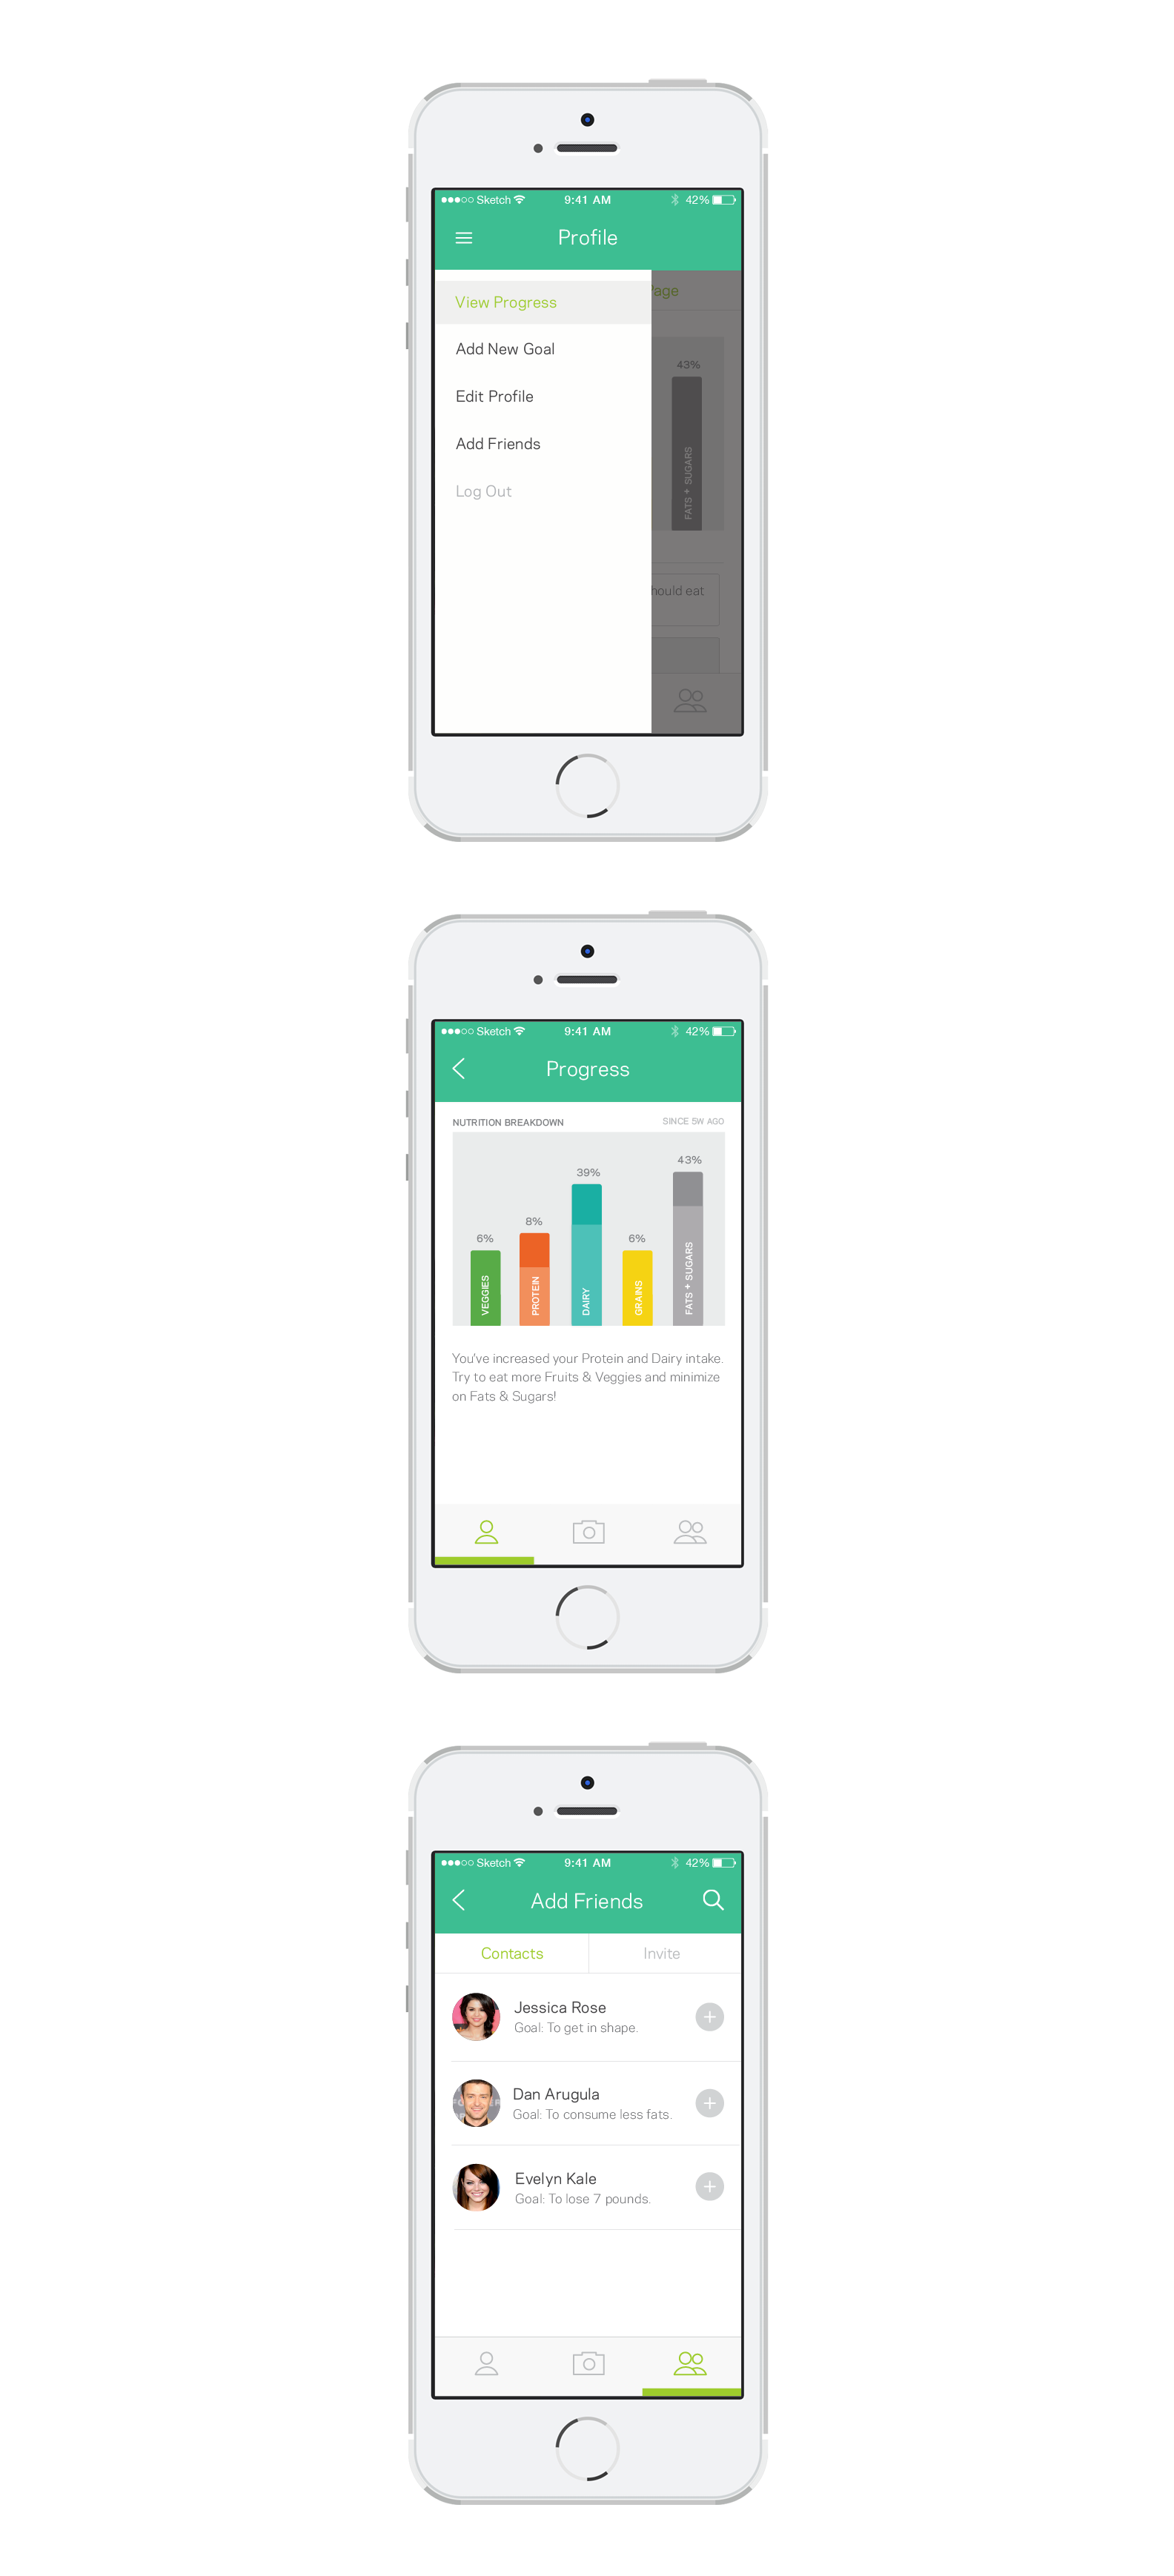 Sketch 9:41 AM 42%
Profile
View Progress
Page
Add New Goal
43%
Edit Profile
Add Friends
FATS + SUGARS
Log Out
hould eat
Sketch 9:41 AM 42%
Progress
NUTRITION BREAKDOWN SINCE 5W AGO
6% 8% 39% 6% 43%
VEGGIES PROTEIN DAIRY GRAINS FATS + SUGARS
You've increased your Protein and Dairy intake.
Try to eat more Fruits & Veggies and minimize
on Fats & Sugars!
Sketch 9:41 AM 42%
Add Friends
Contacts Invite
Jessica Rose
Goal: To get in shape.
Dan Arugula
Goal: To consume less fats.
Evelyn Kale
Goal: To lose 7 pounds.